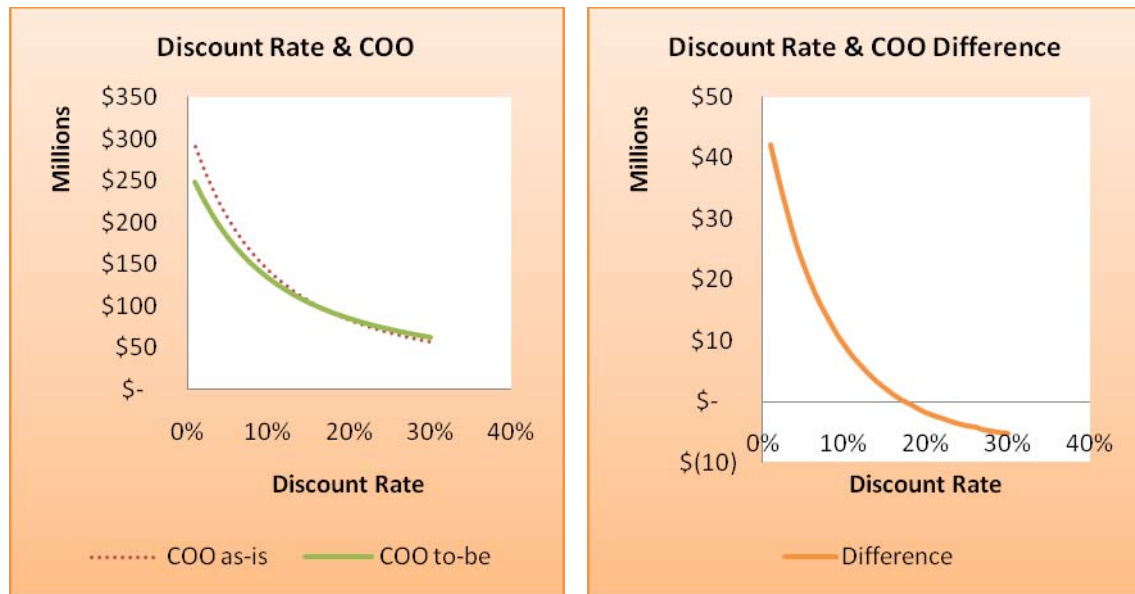 Discount Rate & COO
Millions
$350
$300
$250
$200
$150
$100
$50
$-
0% 10% 20% 30% 40%
Discount Rate
COO as-is COO to-be
Discount Rate & COO Difference
Millions
$50
$40
$30
$20
$10
$-
$(10)
0% 10% 20% 30% 40%
Discount Rate
Difference